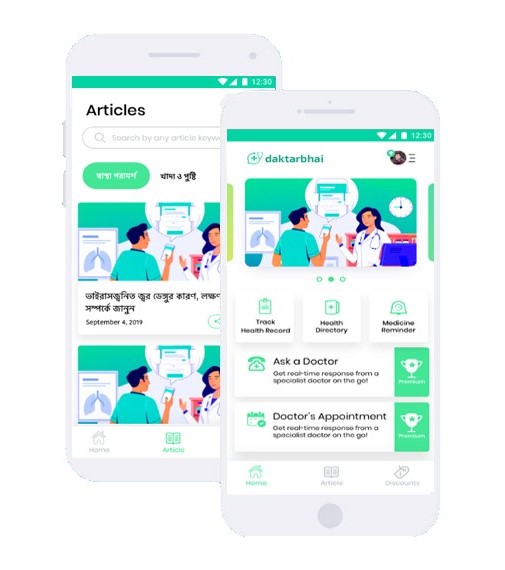 12:30
Articles
Search by any article keyw
স্বাস্থ্য পরামর্শ
খাদ্য ও পুষ্টি
ভাইরাসজনিত জ্বর ডেঙ্গুর কারণ, লক্ষণ
সম্পর্কে জানুন
September 4, 2019
Home
Article
12:30
daktarbhai
Track
Health Record
Health
Directory
Medicine
Reminder
Ask a Doctor
Get real-time response from a
specialist doctor on the go!
Premium
Doctor's Appointment
Get real-time response from a
specialist doctor on the go!
Premium
Home
Article
Discounts